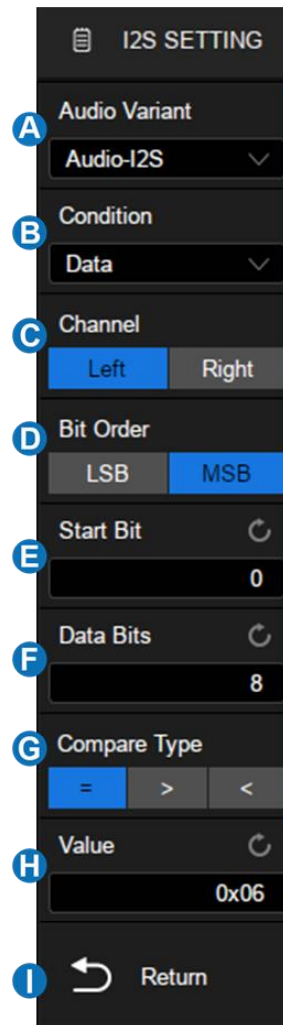 I2S SETTING
A
Audio Variant
Audio-I2S
B
Condition
Data
C
Channel
Left Right
D
Bit Order
LSB MSB
E
Start Bit
0
F
Data Bits
8
G
Compare Type
= > <
H
Value
0x06
I
Return